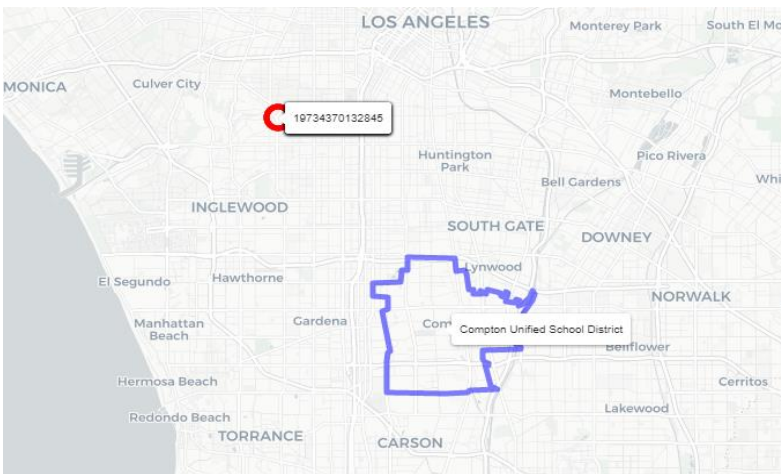 LOS ANGELES
Monterey Park
South El Mo
MONICA
Culver City
Montebello
19734370132845
Huntington
Park
Pico Rivera
Bell Gardens
Whi
INGLEWOOD
SOUTH GATE
DOWNEY
Lynwood
El Segundo
Hawthorne
NORWALK
Manhattan
Beach
Gardena
Com
Compton Unified School District
Bellflower
Hermosa Beach
Cerritos
Redondo Beach
Lakewood
TORRANCE
CARSON